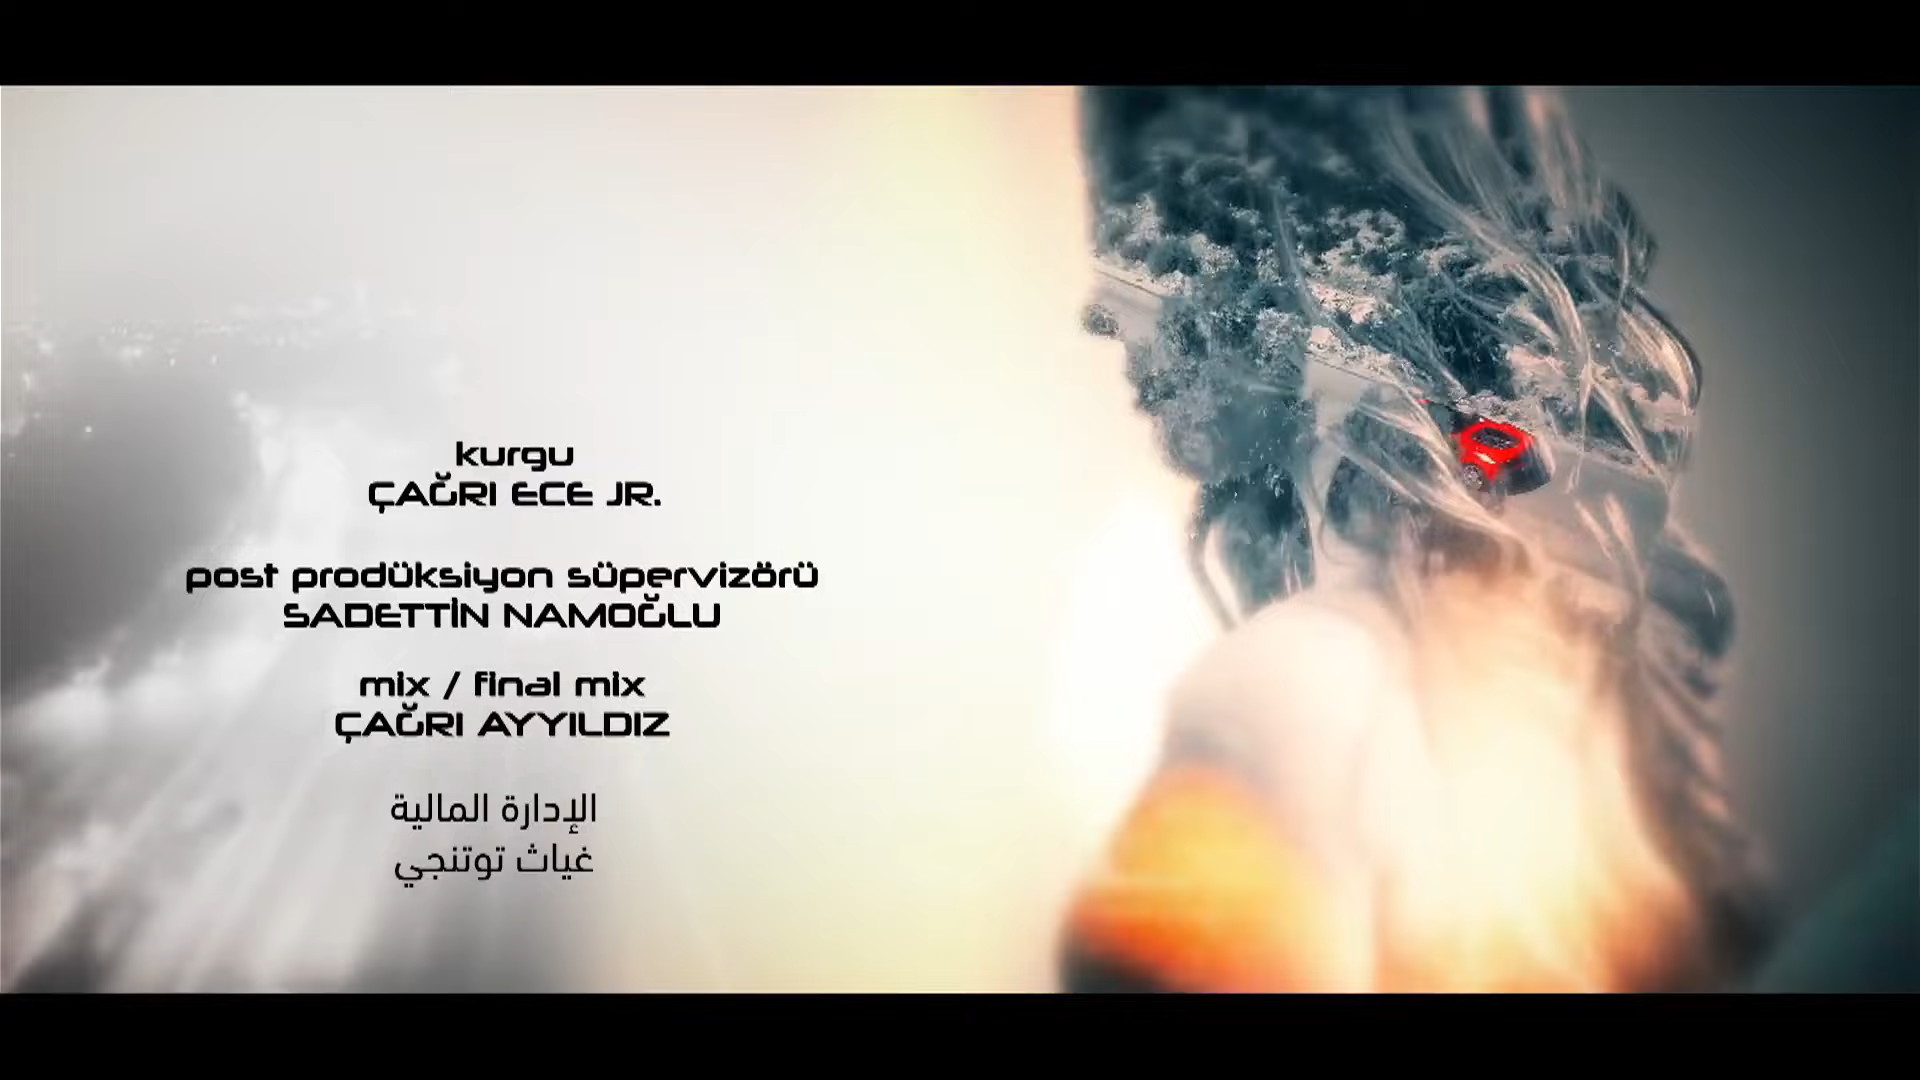 kurgu
ÇAĞRI ECE JR.
post prodüksiyon süpervizörü
SADETTİN NAMOĞLU
mix / final mix
ÇAĞRI AYYILDIZ
الإدارة المالية
غياث توتنجي